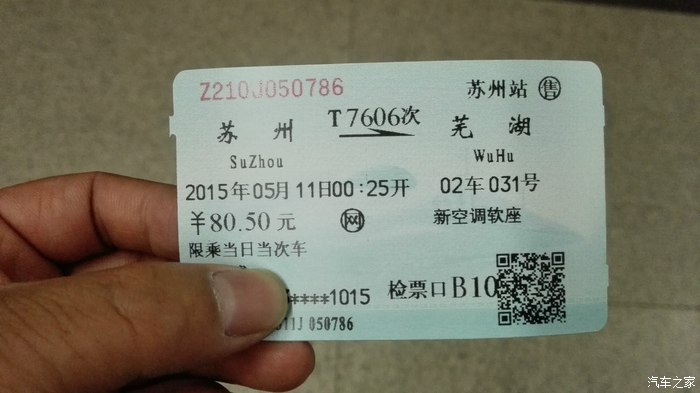 Z210J050786 苏州站 售
苏州 T7606次 芜湖
SuZhou WuHu
2015年05月11日00:25开 02车031号
￥80.50元 网 新空调软座
限乘当日当次车
****1015 检票口B10
11J 050786
汽车之家